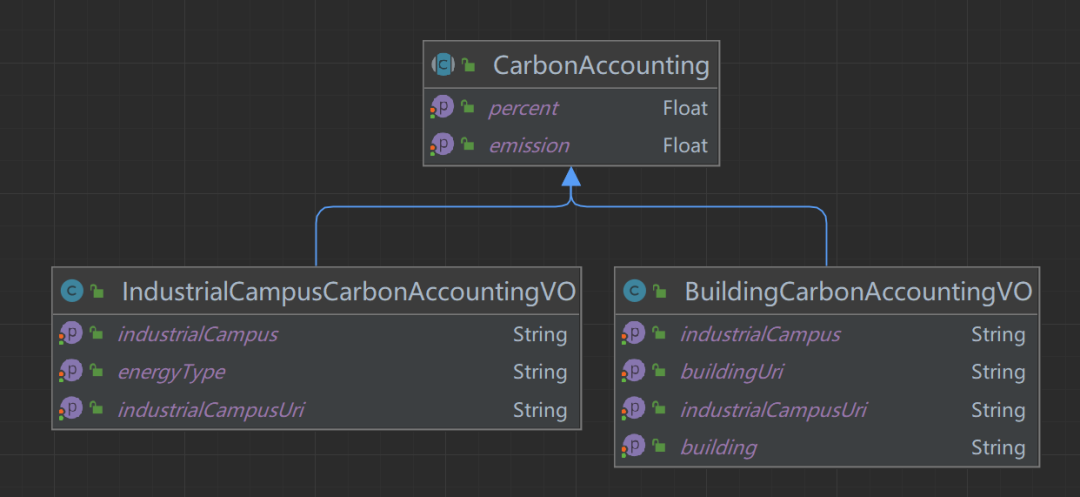 CarbonAccounting
percent Float
emission Float
IndustrialCampusCarbonAccountingVO
industrialCampus String
energyType String
industrialCampusUri String
BuildingCarbonAccountingVO
industrialCampus String
buildingUri String
industrialCampusUri String
building String